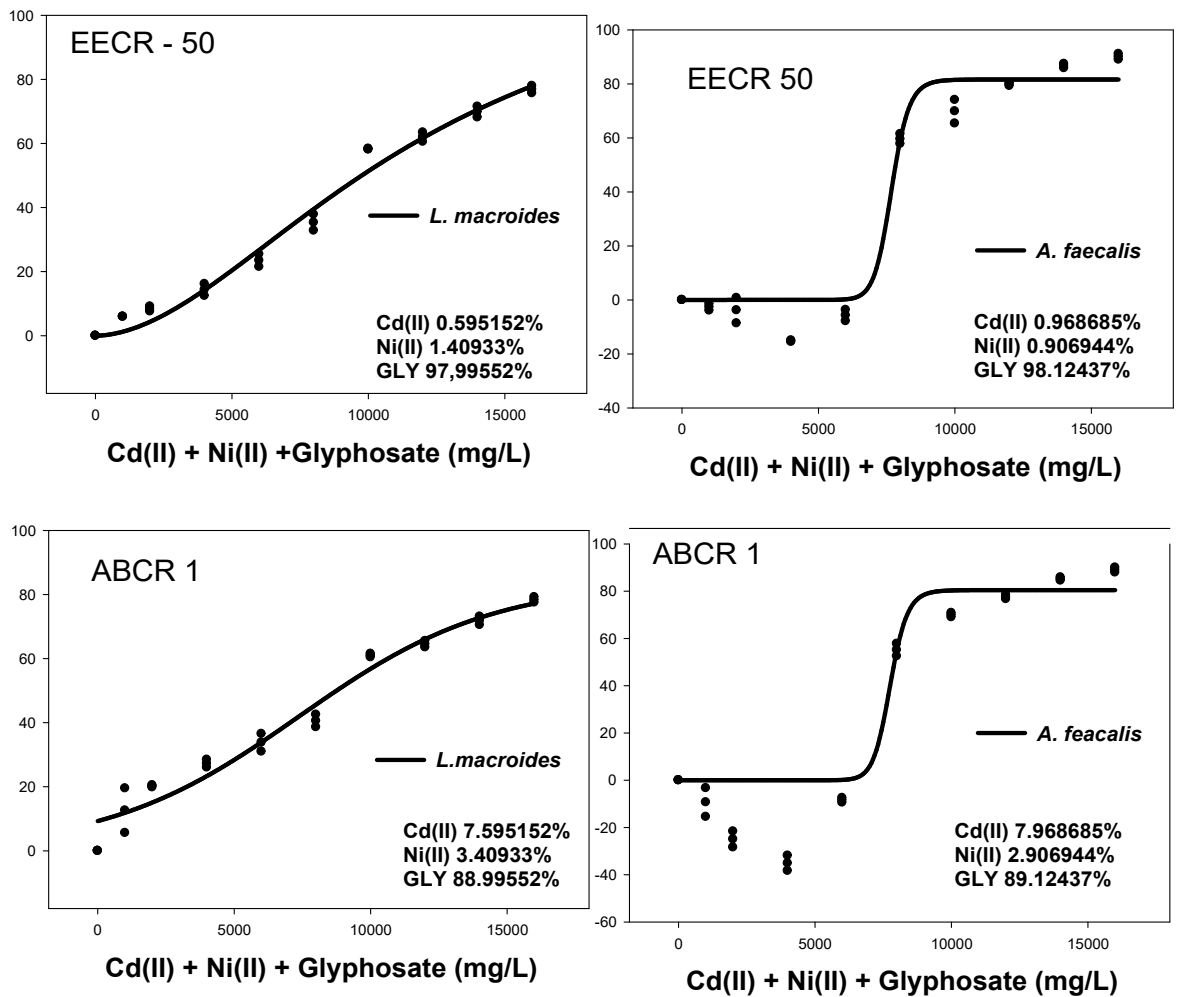 EECR - 50
100
80
60
40
20
0
L. macroides
Cd(II) 0.595152%
Ni(II) 1.40933%
GLY 97,99552%
0 5000 10000 15000
Cd(II) + Ni(II) +Glyphosate (mg/L)
EECR 50
100
80
60
40
20
0
-20
-40
A. faecalis
Cd(II) 0.968685%
Ni(II) 0.906944%
GLY 98.12437%
0 5000 10000 15000
Cd(II) + Ni(II) + Glyphosate (mg/L)
ABCR 1
100
80
60
40
20
0
L.macroides
Cd(II) 7.595152%
Ni(II) 3.40933%
GLY 88.99552%
0 5000 10000 15000
Cd(II) + Ni(II) + Glyphosate (mg/L)
ABCR 1
100
80
60
40
20
0
-20
-40
-60
A. feacalis
Cd(II) 7.968685%
Ni(II) 2.906944%
GLY 89.12437%
0 5000 10000 15000
Cd(II) + Ni(II) + Glyphosate (mg/L)